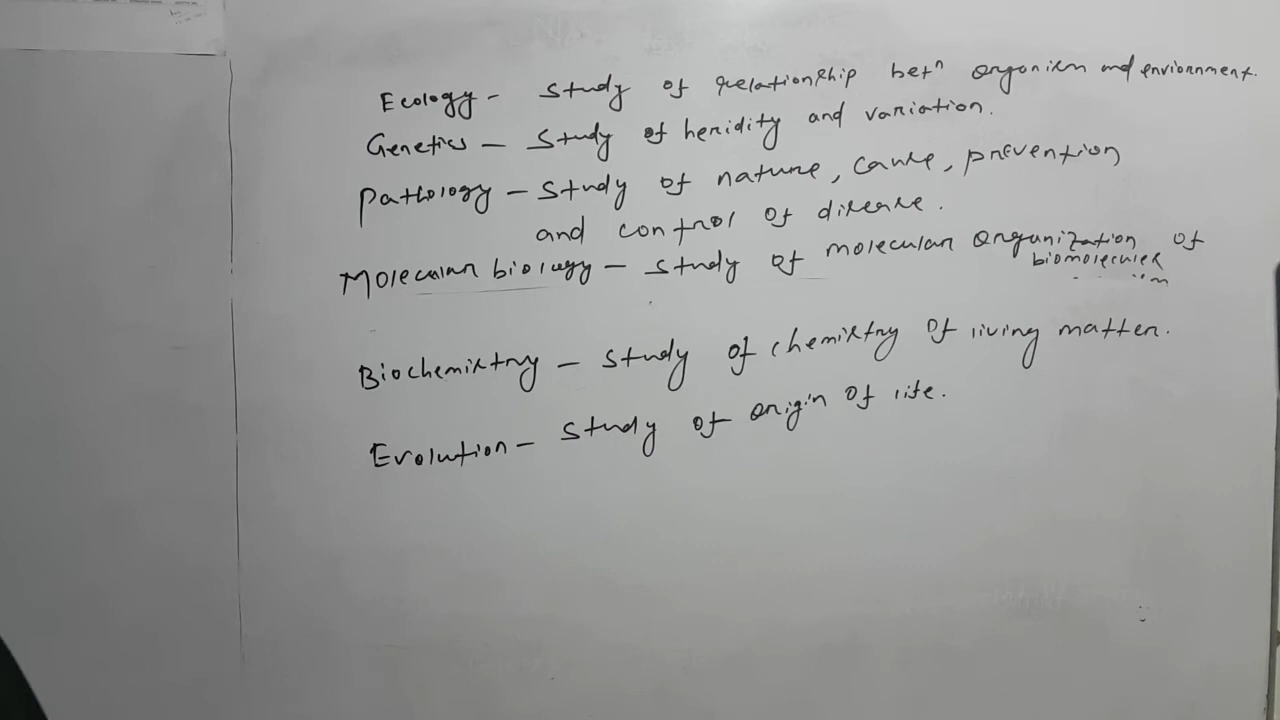 Ecology - Study of relationship betn organism and enviornment.
Genetics - Study of heridity and variation.
Pathology - Study of nature, cause, prevention
and control of disease.
Molecular biology - study of molecular organization of
biomolecules
Biochemistry - study of chemistry of living matter.
Evolution - study of origin of life.